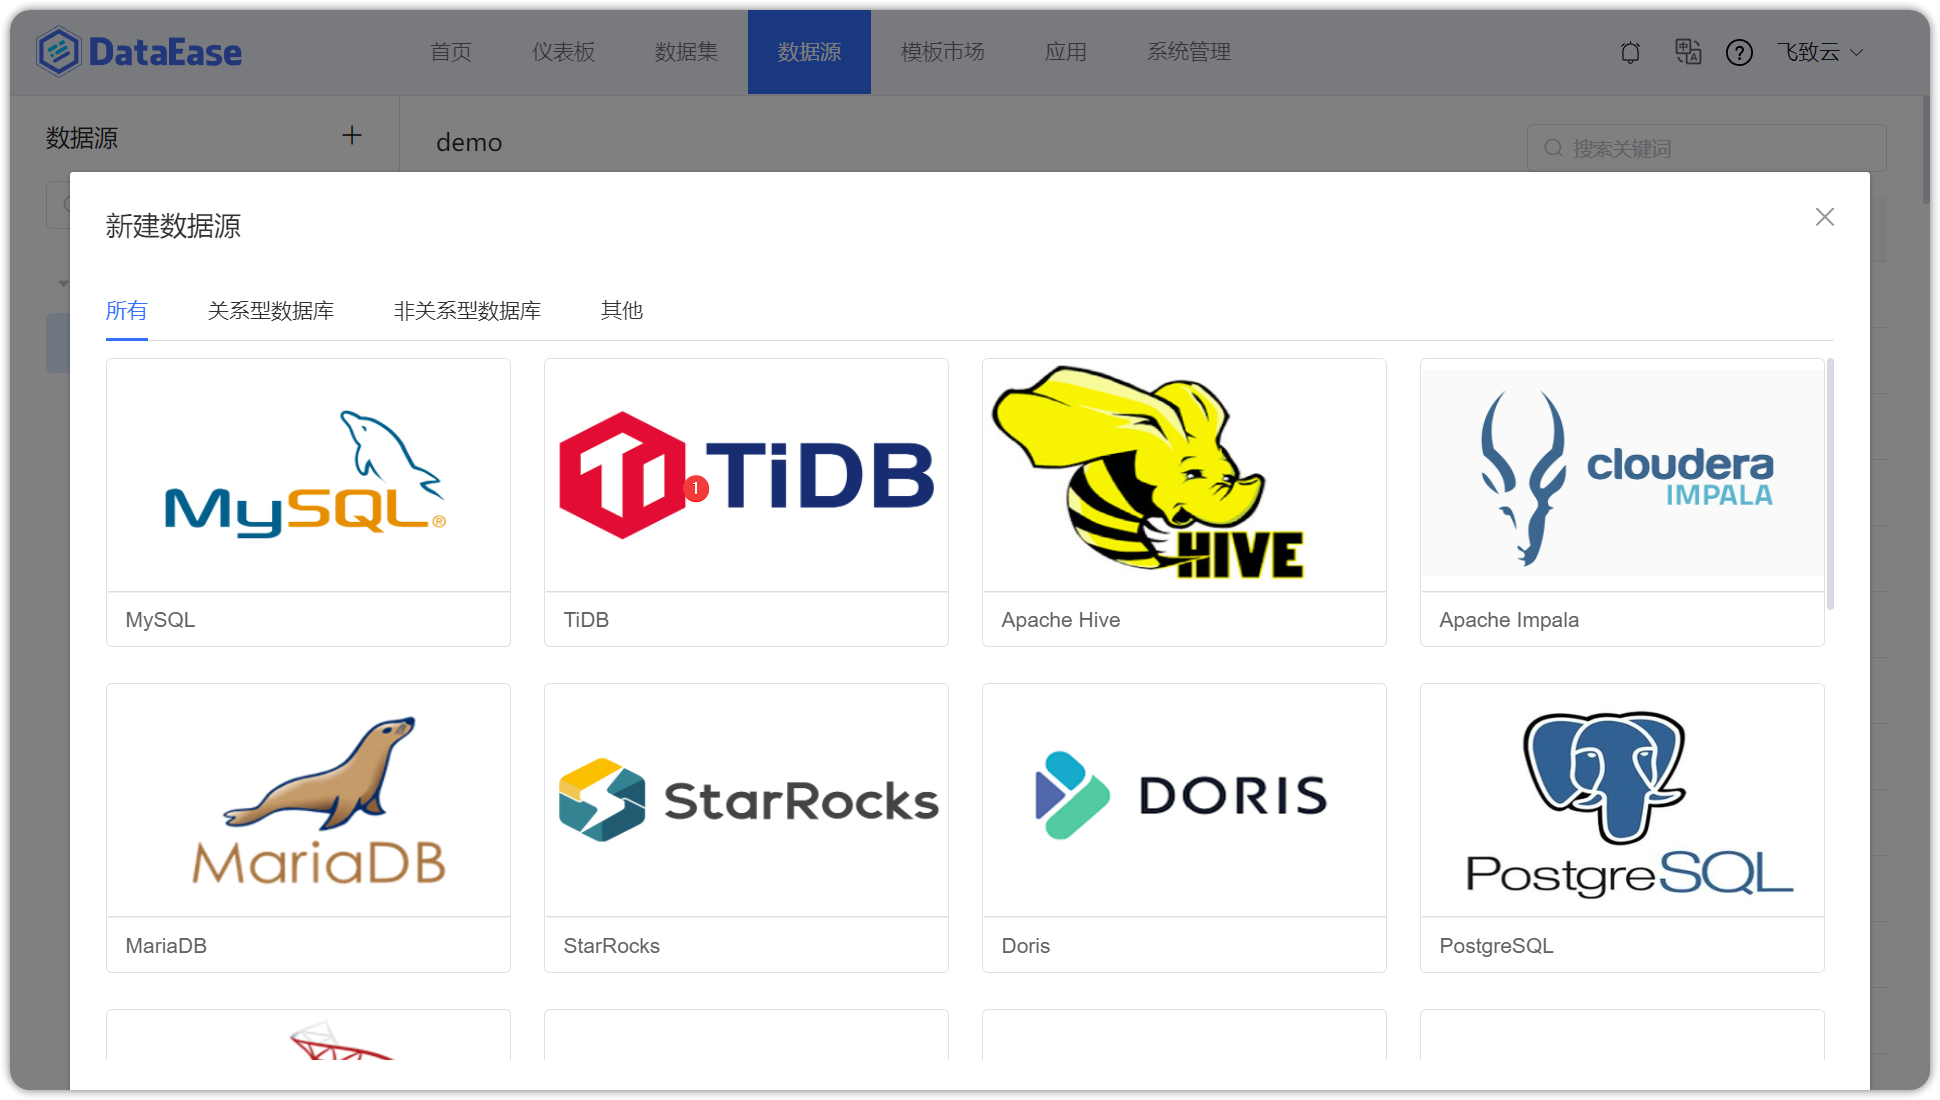 DataEase 首页 仪表板 数据集 数据源 模板市场 应用 系统管理 飞致云
数据源 +
demo
搜索关键词
新建数据源
所有 关系型数据库 非关系型数据库 其他
MySQL®
Ti TiDB
1
HIVE
cloudera
IMPALA
MySQL
TiDB
Apache Hive
Apache Impala
MariaDB
StarRocks
DORIS
PostgreSQL
MariaDB
StarRocks
Doris
PostgreSQL